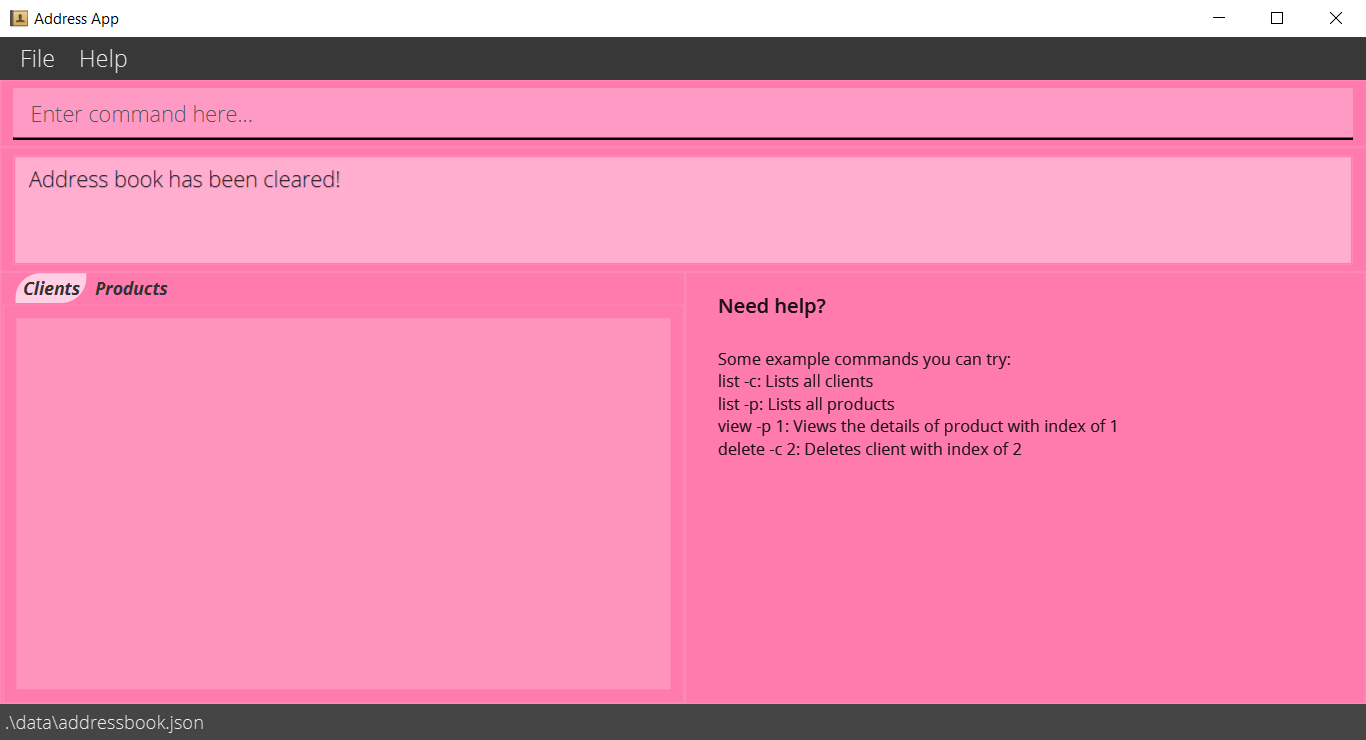 Address App
File Help
Enter command here...
Address book has been cleared!
Clients Products
Need help?
Some example commands you can try:
list -c: Lists all clients
list -p: Lists all products
view -p 1: Views the details of product with index of 1
delete -c 2: Deletes client with index of 2
.\data\addressbook.json